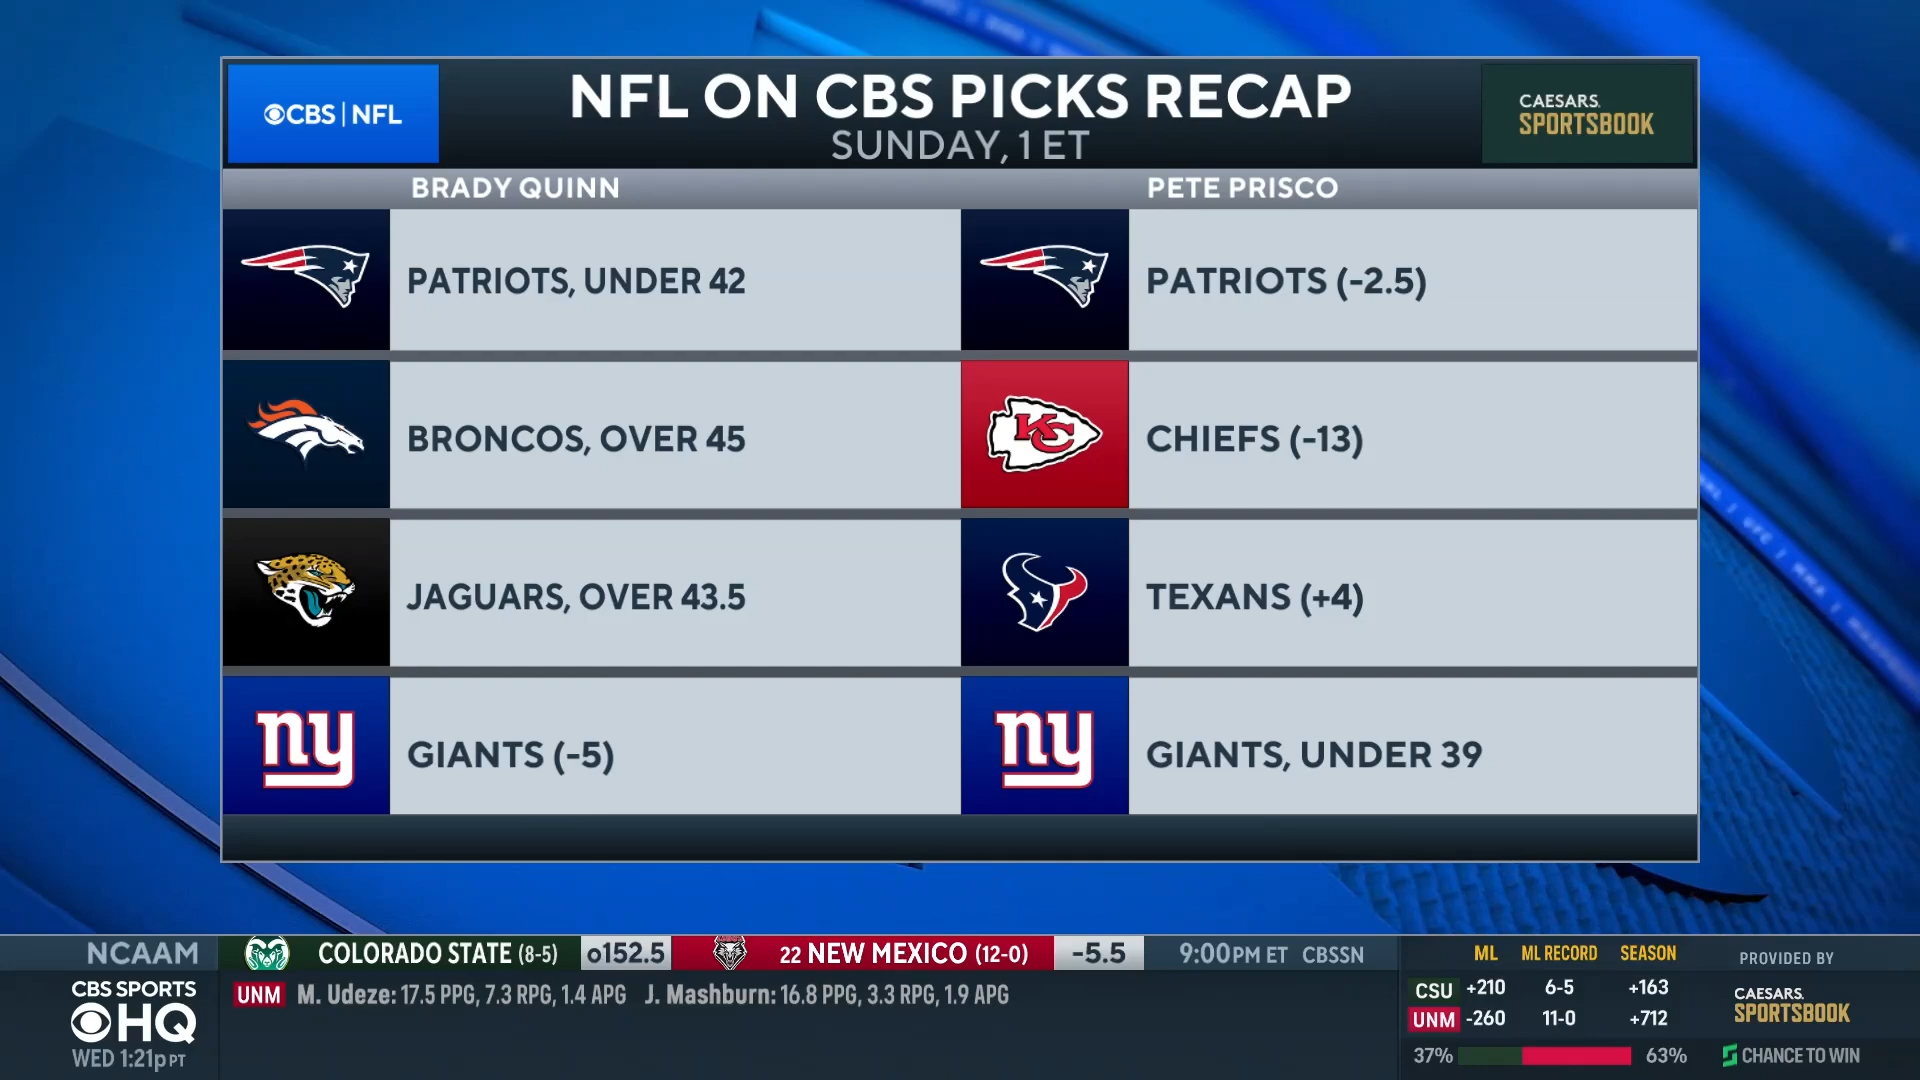 CBS | NFL
NFL ON CBS PICKS RECAP
SUNDAY, 1 ET
CAESARS
SPORTSBOOK
BRADY QUINN
PETE PRISCO
PATRIOTS, UNDER 42
PATRIOTS (-2.5)
BRONCOS, OVER 45
KC
CHIEFS (-13)
JAGUARS, OVER 43.5
TEXANS (+4)
ny
GIANTS (-5)
ny
GIANTS, UNDER 39
NCAAM
COLORADO STATE (8-5) o152.5 22 NEW MEXICO (12-0) -5.5 9:00PM ET CBSSN
UNM M. Udeze: 17.5 PPG, 7.3 RPG, 1.4 APG J. Mashburn: 16.8 PPG, 3.3 RPG, 1.9 APG
CBS SPORTS
HQ
WED 1:21p PT
ML ML RECORD SEASON
CSU +210 6-5 +163
UNM -260 11-0 +712
37% 63%
PROVIDED BY
CAESARS
SPORTSBOOK
CHANCE TO WIN